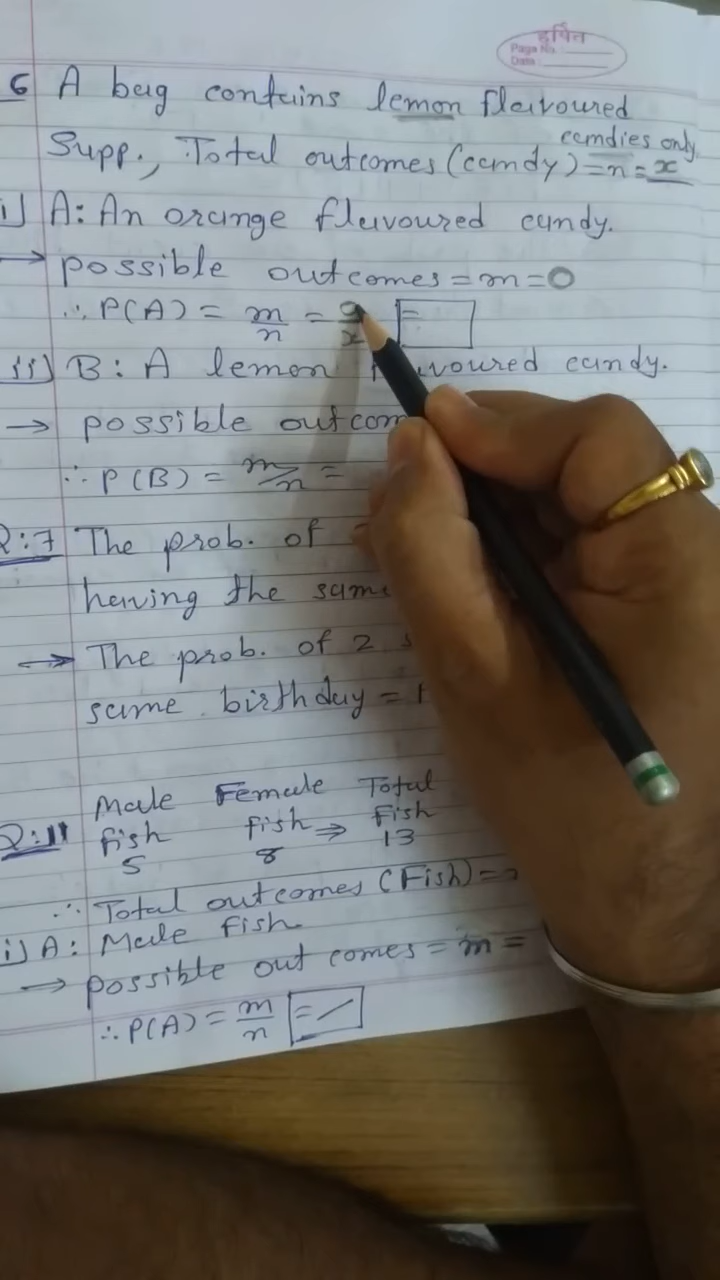 हर्षित
Page No.
Date
6 A bag contains lemon flavoured
candies only.
Supp., Total outcomes (candy) = n = x
i) A: An orange flavoured candy.
→ possible outcomes = m = 0
∴ P(A) = m/n = 0/x =
ii) B: A lemon flavoured candy.
→ possible outcom
∴ P(B) = m/n =
Q:7 The prob. of
having the same
→ The prob. of 2 s
same birthday = 1
Male Female Total
Q:11 fish fish ⇒ fish
5 8 13
∴ Total outcomes (Fish) =
i) A: Male fish.
→ possible out comes = m =
∴ P(A) = m/n =